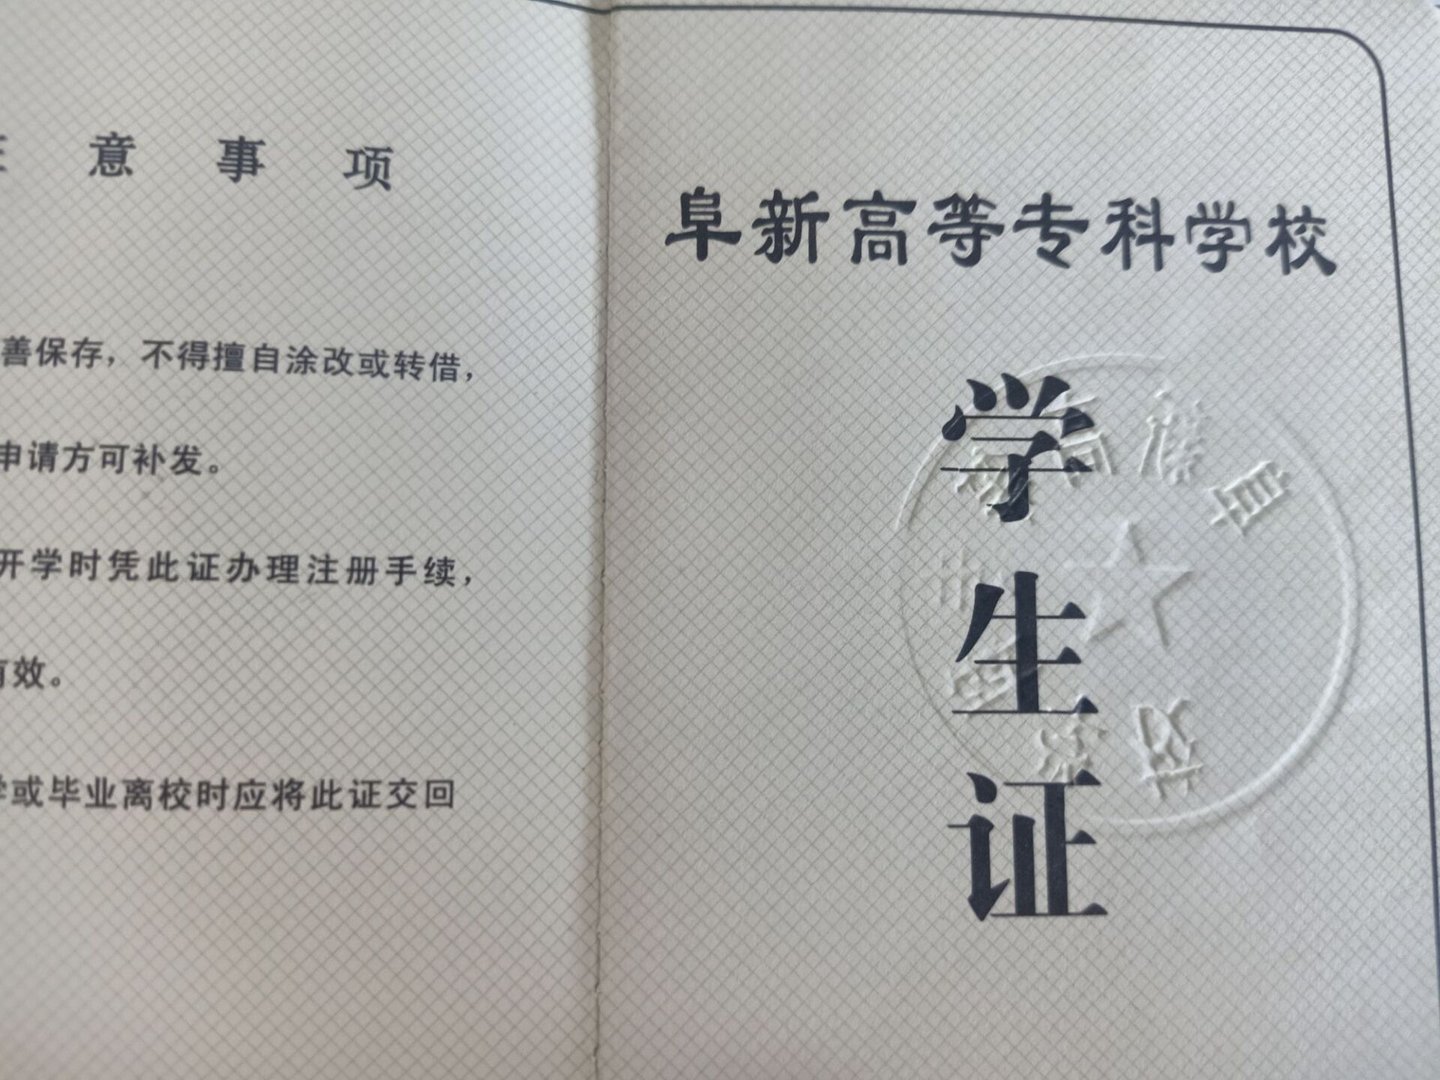 意事项
善保存，不得擅自涂改或转借，
申请方可补发。
开学时凭此证办理注册手续，
有效。
学或毕业离校时应将此证交回
阜新高等专科学校
学
生
证